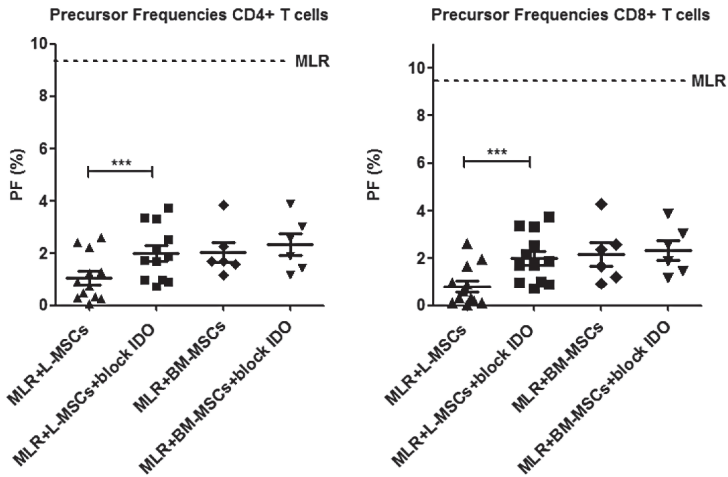 Precursor Frequencies CD4+ T cells
PF (%)
10
8
6
4
2
0
MLR
***
MLR+L-MSCs
MLR+L-MSCs+block IDO
MLR+BM-MSCs
MLR+BM-MSCs+block IDO
Precursor Frequencies CD8+ T cells
PF (%)
10
8
6
4
2
0
MLR
***
MLR+L-MSCs
MLR+L-MSCs+block IDO
MLR+BM-MSCs
MLR+BM-MSCs+block IDO